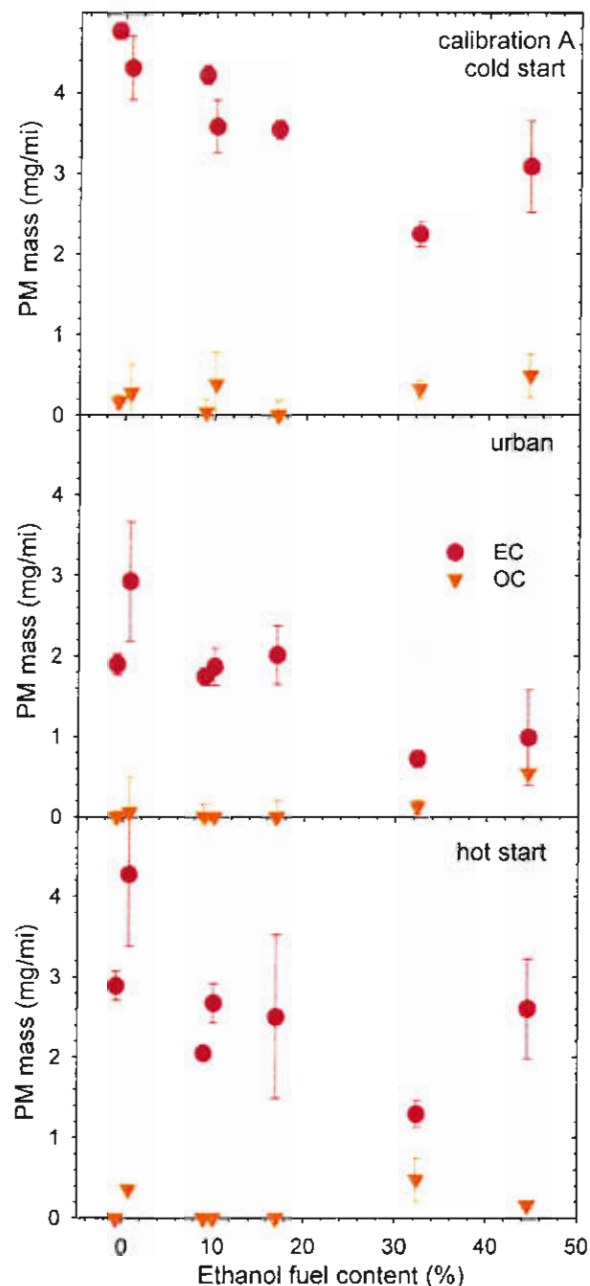 calibration A
cold start
PM mass (mg/mi)
4
3
2
1
0
urban
PM mass (mg/mi)
4
3
2
1
0
EC
OC
hot start
PM mass (mg/mi)
4
3
2
1
0
0 10 20 30 40 50
Ethanol fuel content (%)